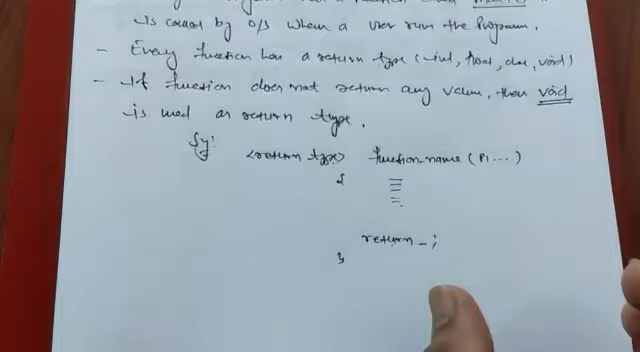 is called by O/S when a user run the Program.
- Every function has a return type (int, float, char, void)
- If function does not return any value, then void
is used as return type.
Sy:
<return type> function-name (P1...)
{
return _;
}